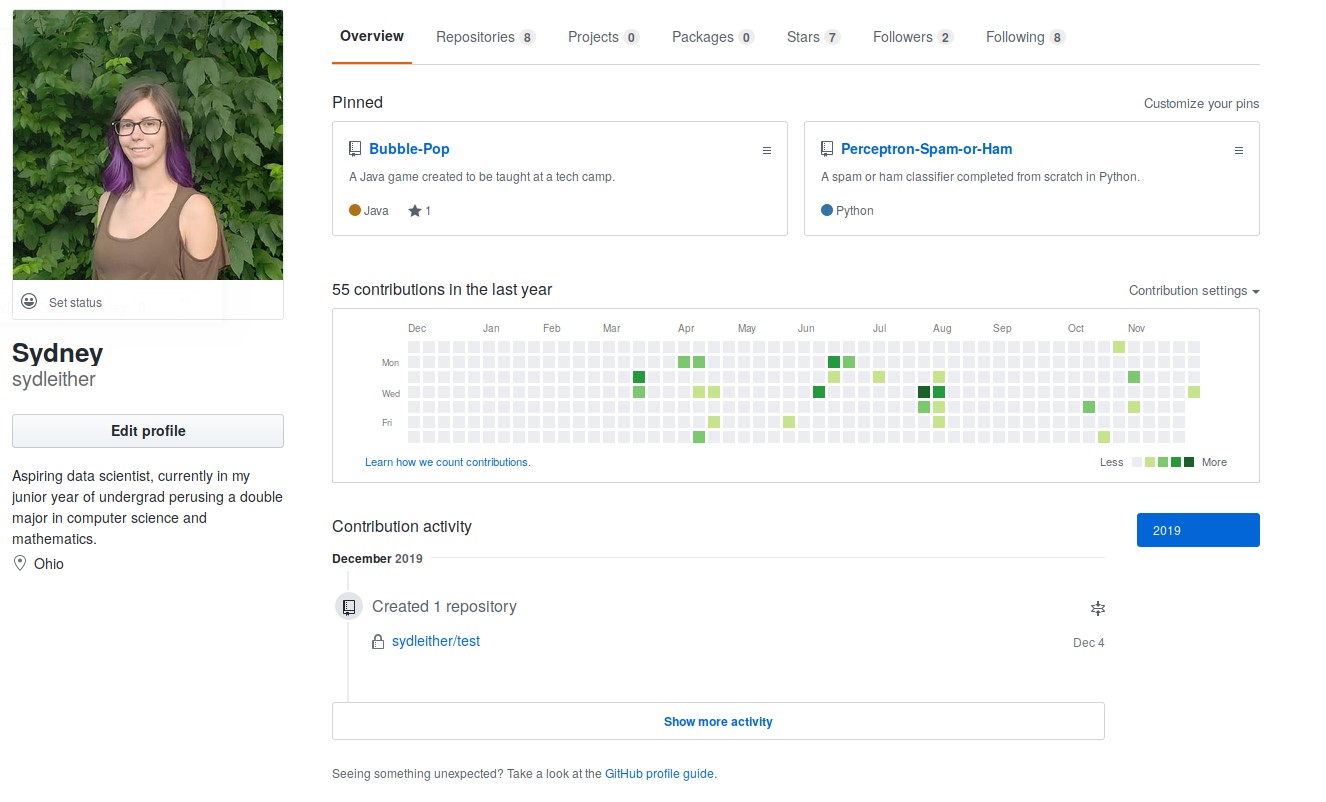 Overview Repositories 8 Projects 0 Packages 0 Stars 7 Followers 2 Following 8
Set status
Sydney
sydleither
Edit profile
Aspiring data scientist, currently in my
junior year of undergrad perusing a double
major in computer science and
mathematics.
Ohio
Pinned
Customize your pins
Bubble-Pop
A Java game created to be taught at a tech camp.
Java 1
Perceptron-Spam-or-Ham
A spam or ham classifier completed from scratch in Python.
Python
55 contributions in the last year
Contribution settings
Dec Jan Feb Mar Apr May Jun Jul Aug Sep Oct Nov
Mon
Wed
Fri
Learn how we count contributions.
Less More
Contribution activity
2019
December 2019
Created 1 repository
sydleither/test
Dec 4
Show more activity
Seeing something unexpected? Take a look at the GitHub profile guide.